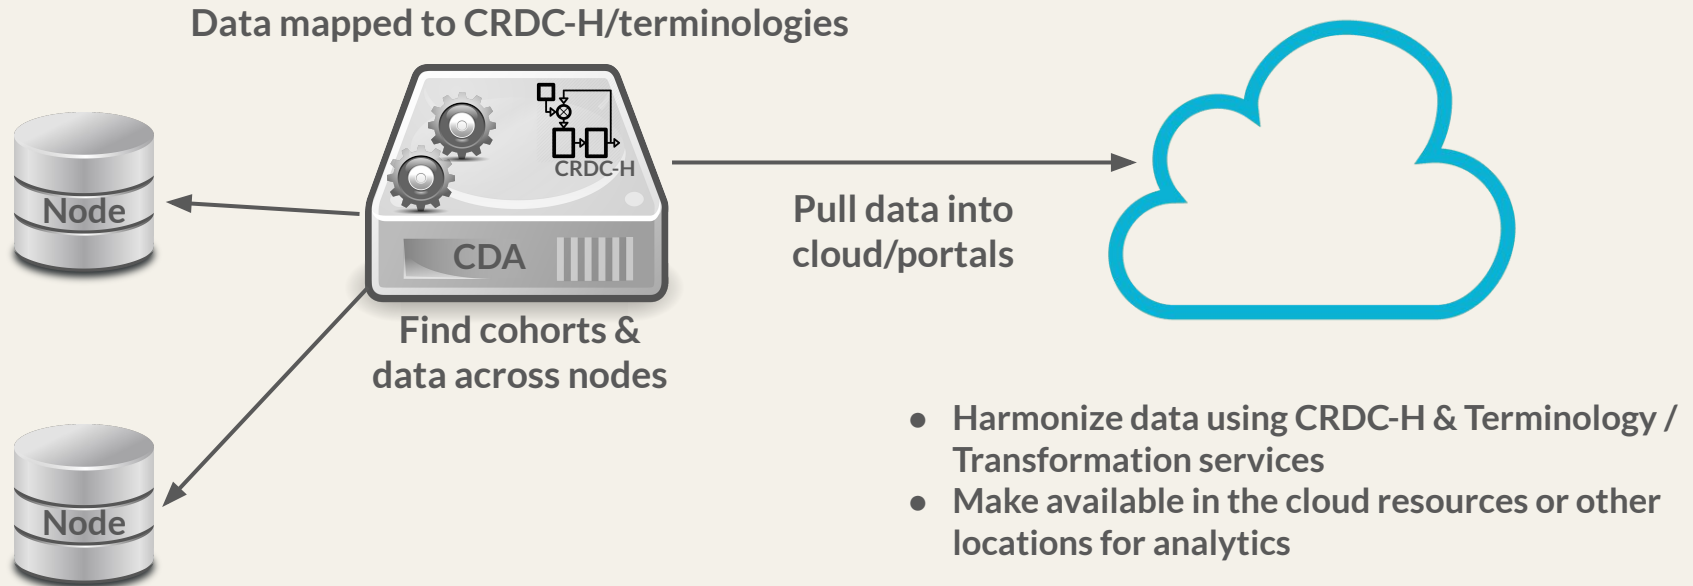 Data mapped to CRDC-H/terminologies
CRDC-H
Node
CDA
Pull data into
cloud/portals
Find cohorts &
data across nodes
Node
● Harmonize data using CRDC-H & Terminology /
Transformation services
● Make available in the cloud resources or other
locations for analytics